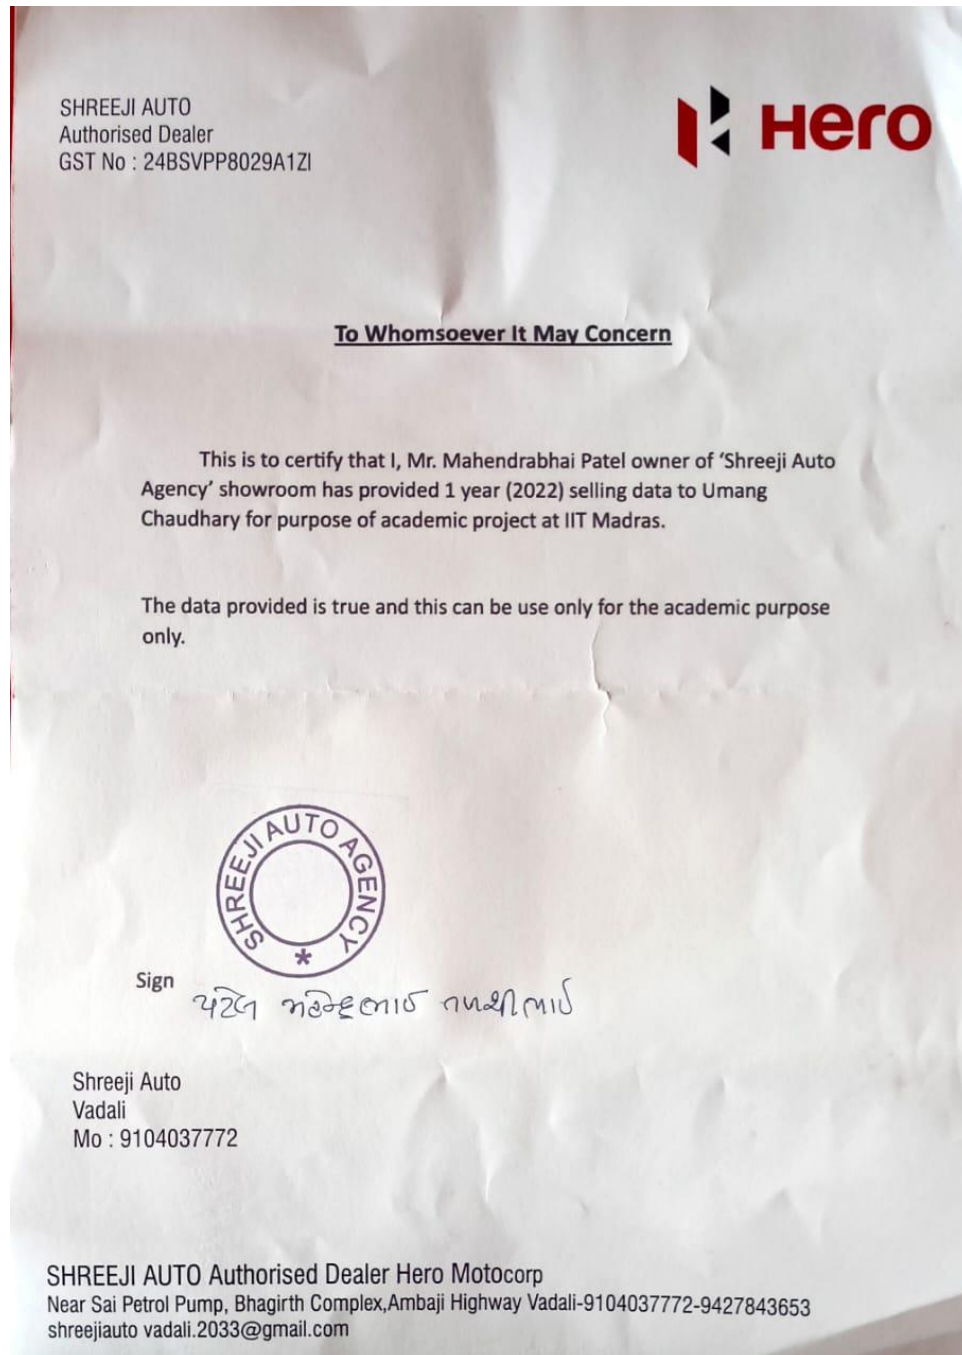 SHREEJI AUTO
Authorised Dealer
GST No : 24BSVPP8029A1ZI
Hero
To Whomsoever It May Concern
This is to certify that I, Mr. Mahendrabhai Patel owner of ‘Shreeji Auto
Agency’ showroom has provided 1 year (2022) selling data to Umang
Chaudhary for purpose of academic project at IIT Madras.
The data provided is true and this can be use only for the academic purpose
only.
SHREEJI AUTO AGENCY *
Sign
પટેલ મહેન્દ્રભાઇ
Shreeji Auto
Vadali
Mo : 9104037772
SHREEJI AUTO Authorised Dealer Hero Motocorp
Near Sai Petrol Pump, Bhagirth Complex,Ambaji Highway Vadali-9104037772-9427843653
shreejiauto vadali.2033@gmail.com